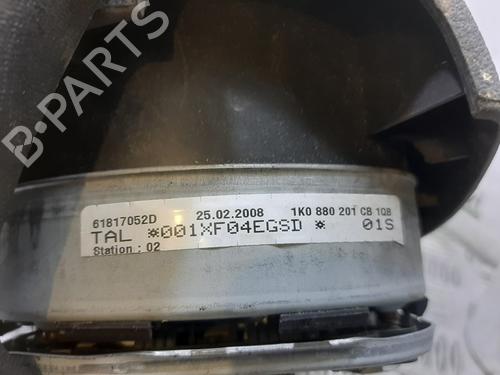 B-PARTS
61817052D 25.02.2008 1K0 880 201 CB 1QB
TAL *001XF04EGSD* 01S
Station : 02